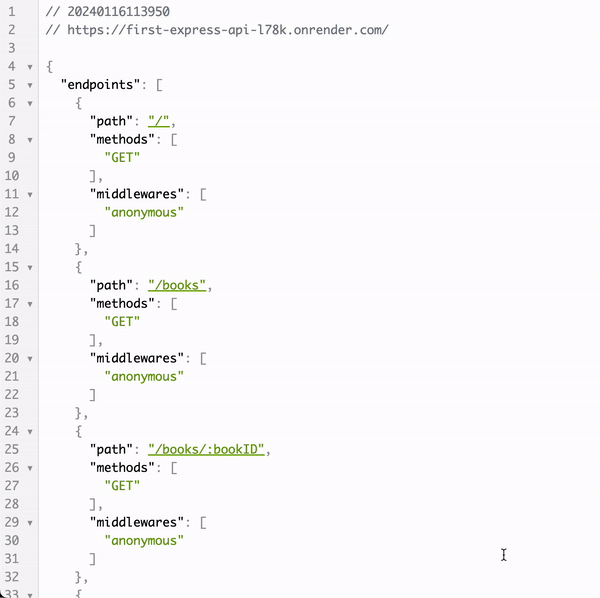 1 // 20240116113950
2 // https://first-express-api-l78k.onrender.com/
3
4 {
5 "endpoints": [
6 {
7 "path": "/",
8 "methods": [
9 "GET"
10 ],
11 "middlewares": [
12 "anonymous"
13 ]
14 },
15 {
16 "path": "/books",
17 "methods": [
18 "GET"
19 ],
20 "middlewares": [
21 "anonymous"
22 ]
23 },
24 {
25 "path": "/books/:bookID",
26 "methods": [
27 "GET"
28 ],
29 "middlewares": [
30 "anonymous"
31 ]
32 },
33 {